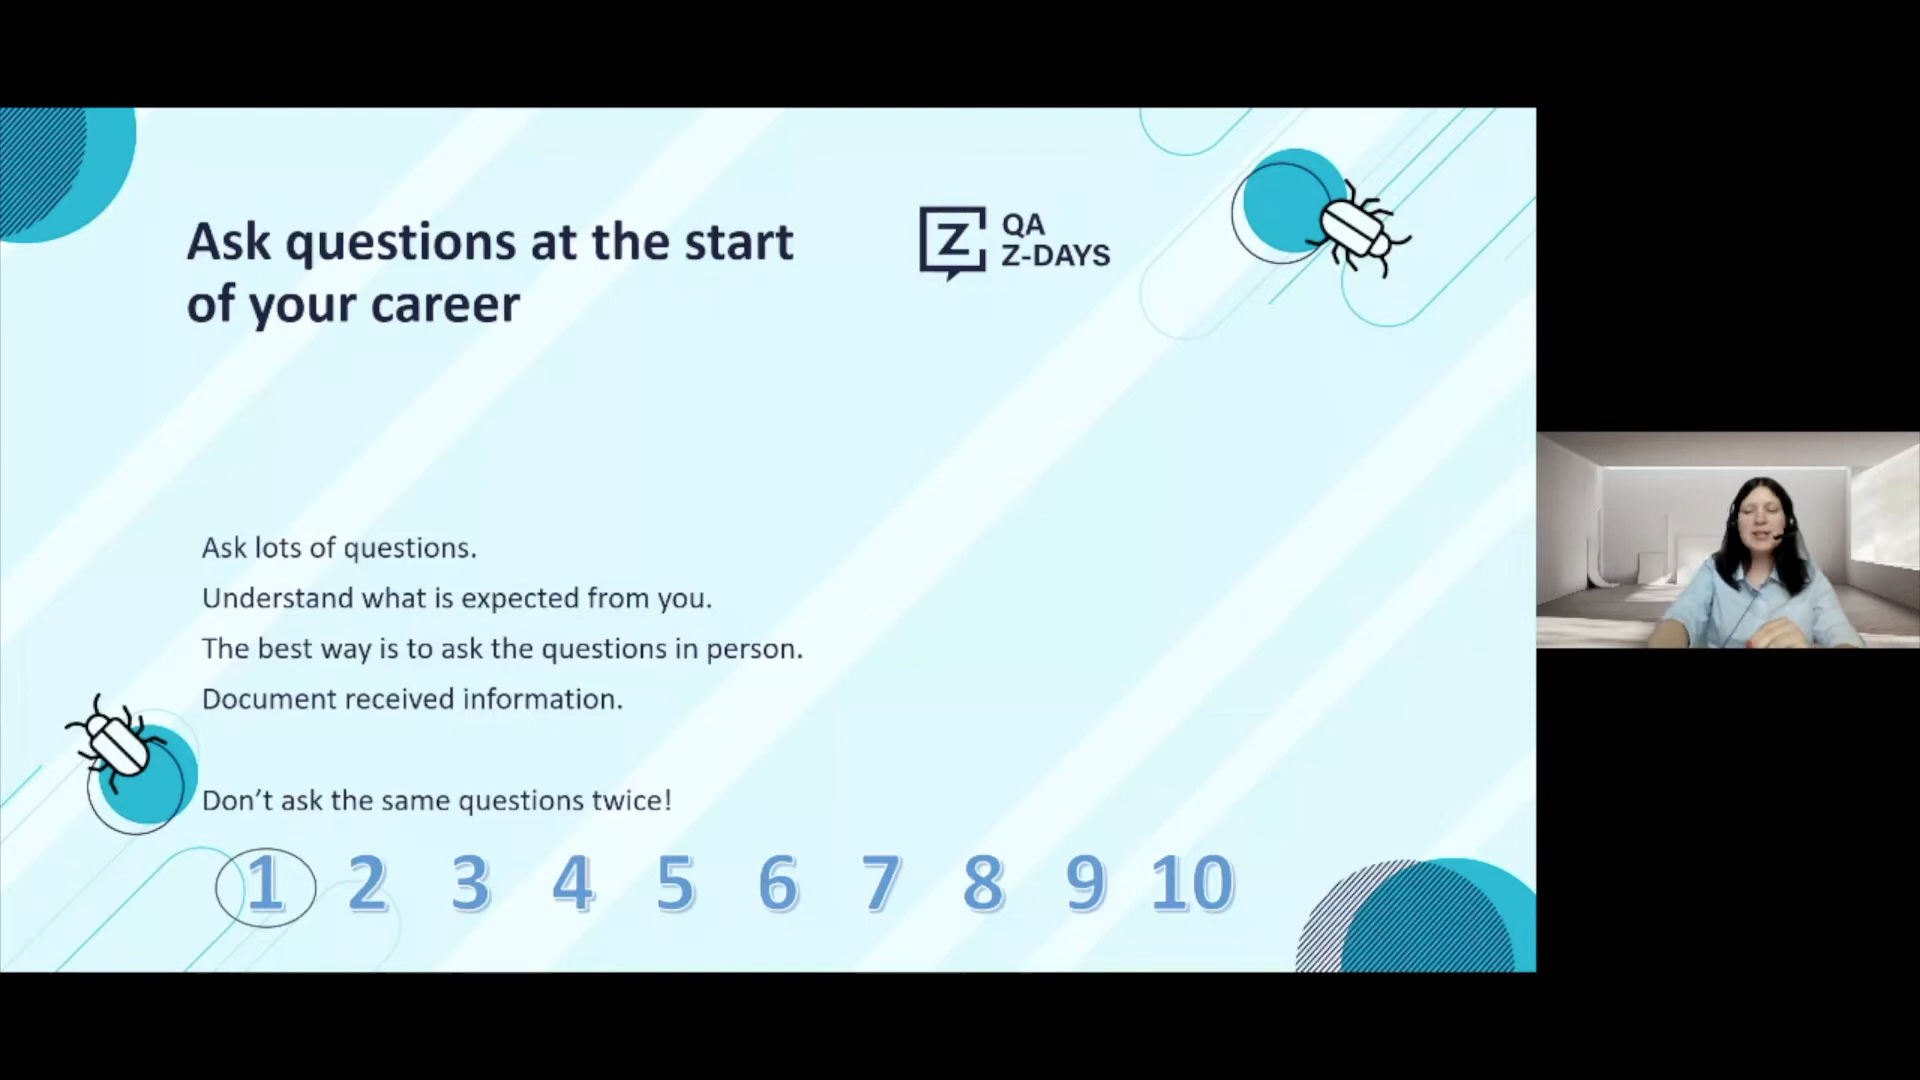 Ask questions at the start
of your career
QA
Z-DAYS
Z
Ask lots of questions.
Understand what is expected from you.
The best way is to ask the questions in person.
Document received information.
Don’t ask the same questions twice!
1 2 3 4 5 6 7 8 9 10